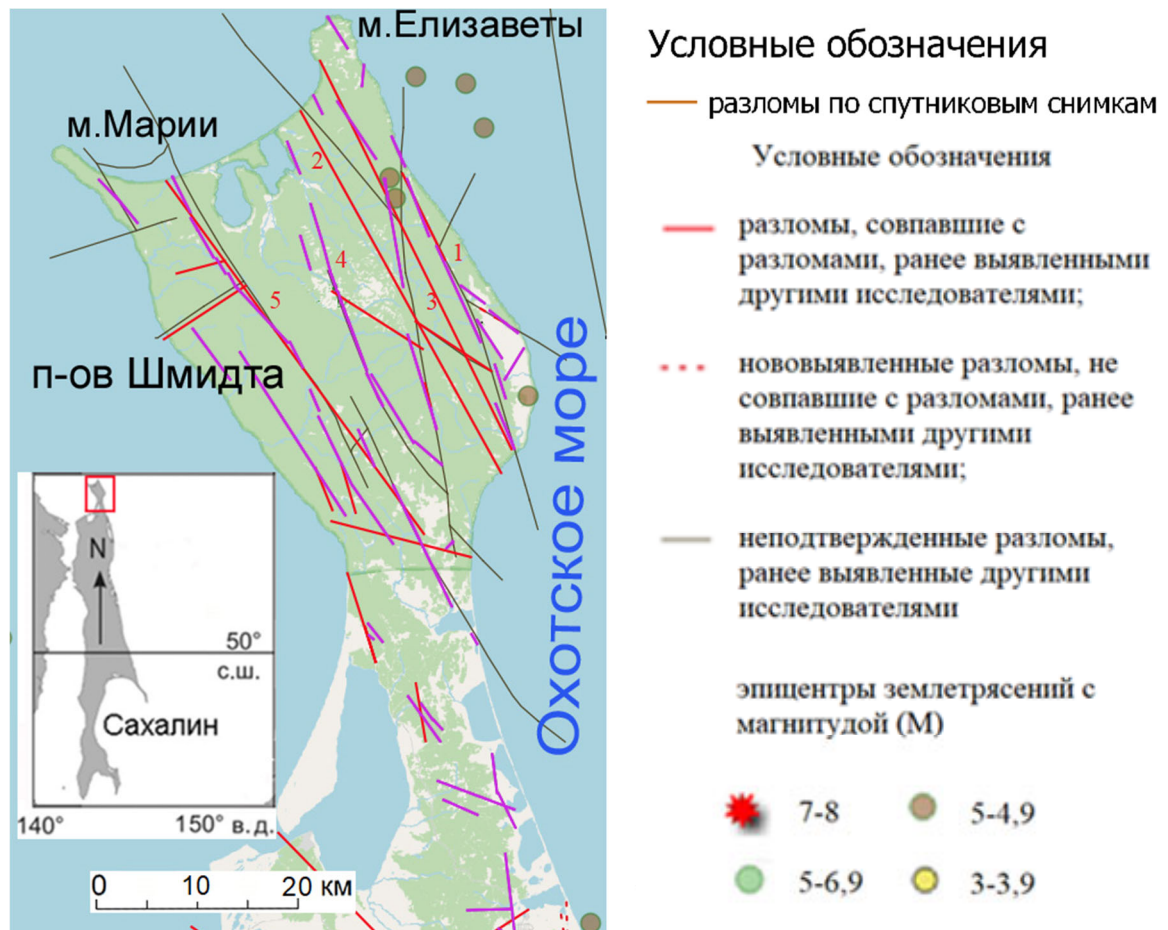 м.Елизаветы
м.Марии
2
4
1
5
3
п-ов Шмидта
Охотское море
N
50°
с.ш.
Сахалин
140°
150° в.д.
0 10 20 км
Условные обозначения
разломы по спутниковым снимкам
Условные обозначения
разломы, совпавшие с
разломами, ранее выявленными
другими исследователями;
нововыявленные разломы, не
совпавшие с разломами, ранее
выявленными другими
исследователями;
неподтвержденные разломы,
ранее выявленные другими
исследователями
эпицентры землетрясений с
магнитудой (М)
7-8
5-4,9
5-6,9
3-3,9